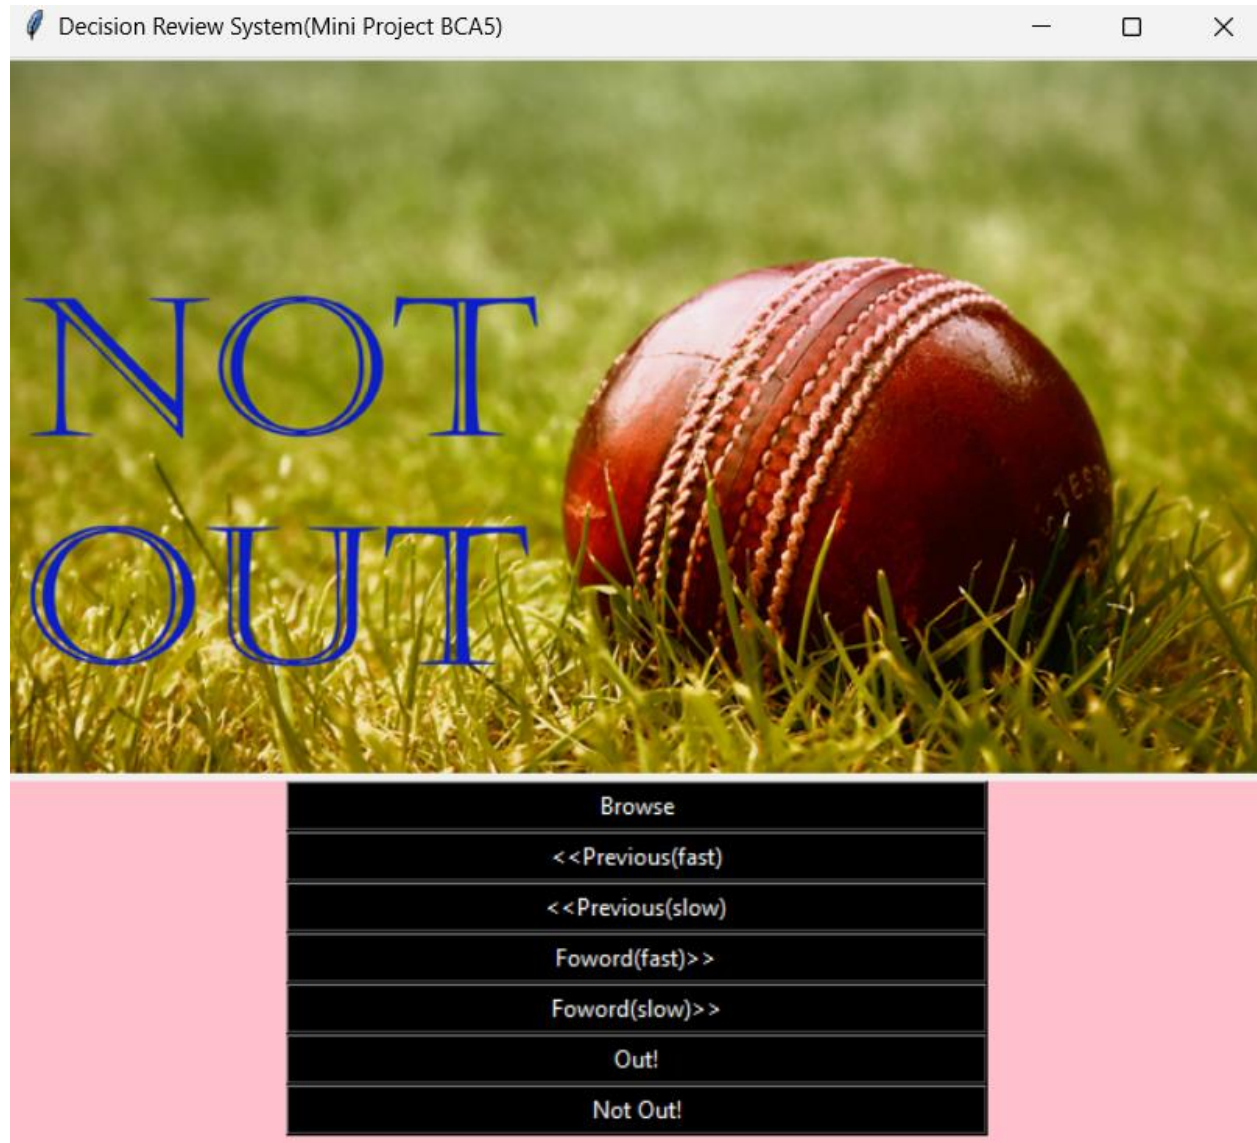 Decision Review System(Mini Project BCA5)
NOT
OUT
TEST
Browse
<<Previous(fast)
<<Previous(slow)
Foword(fast)>>
Foword(slow)>>
Out!
Not Out!